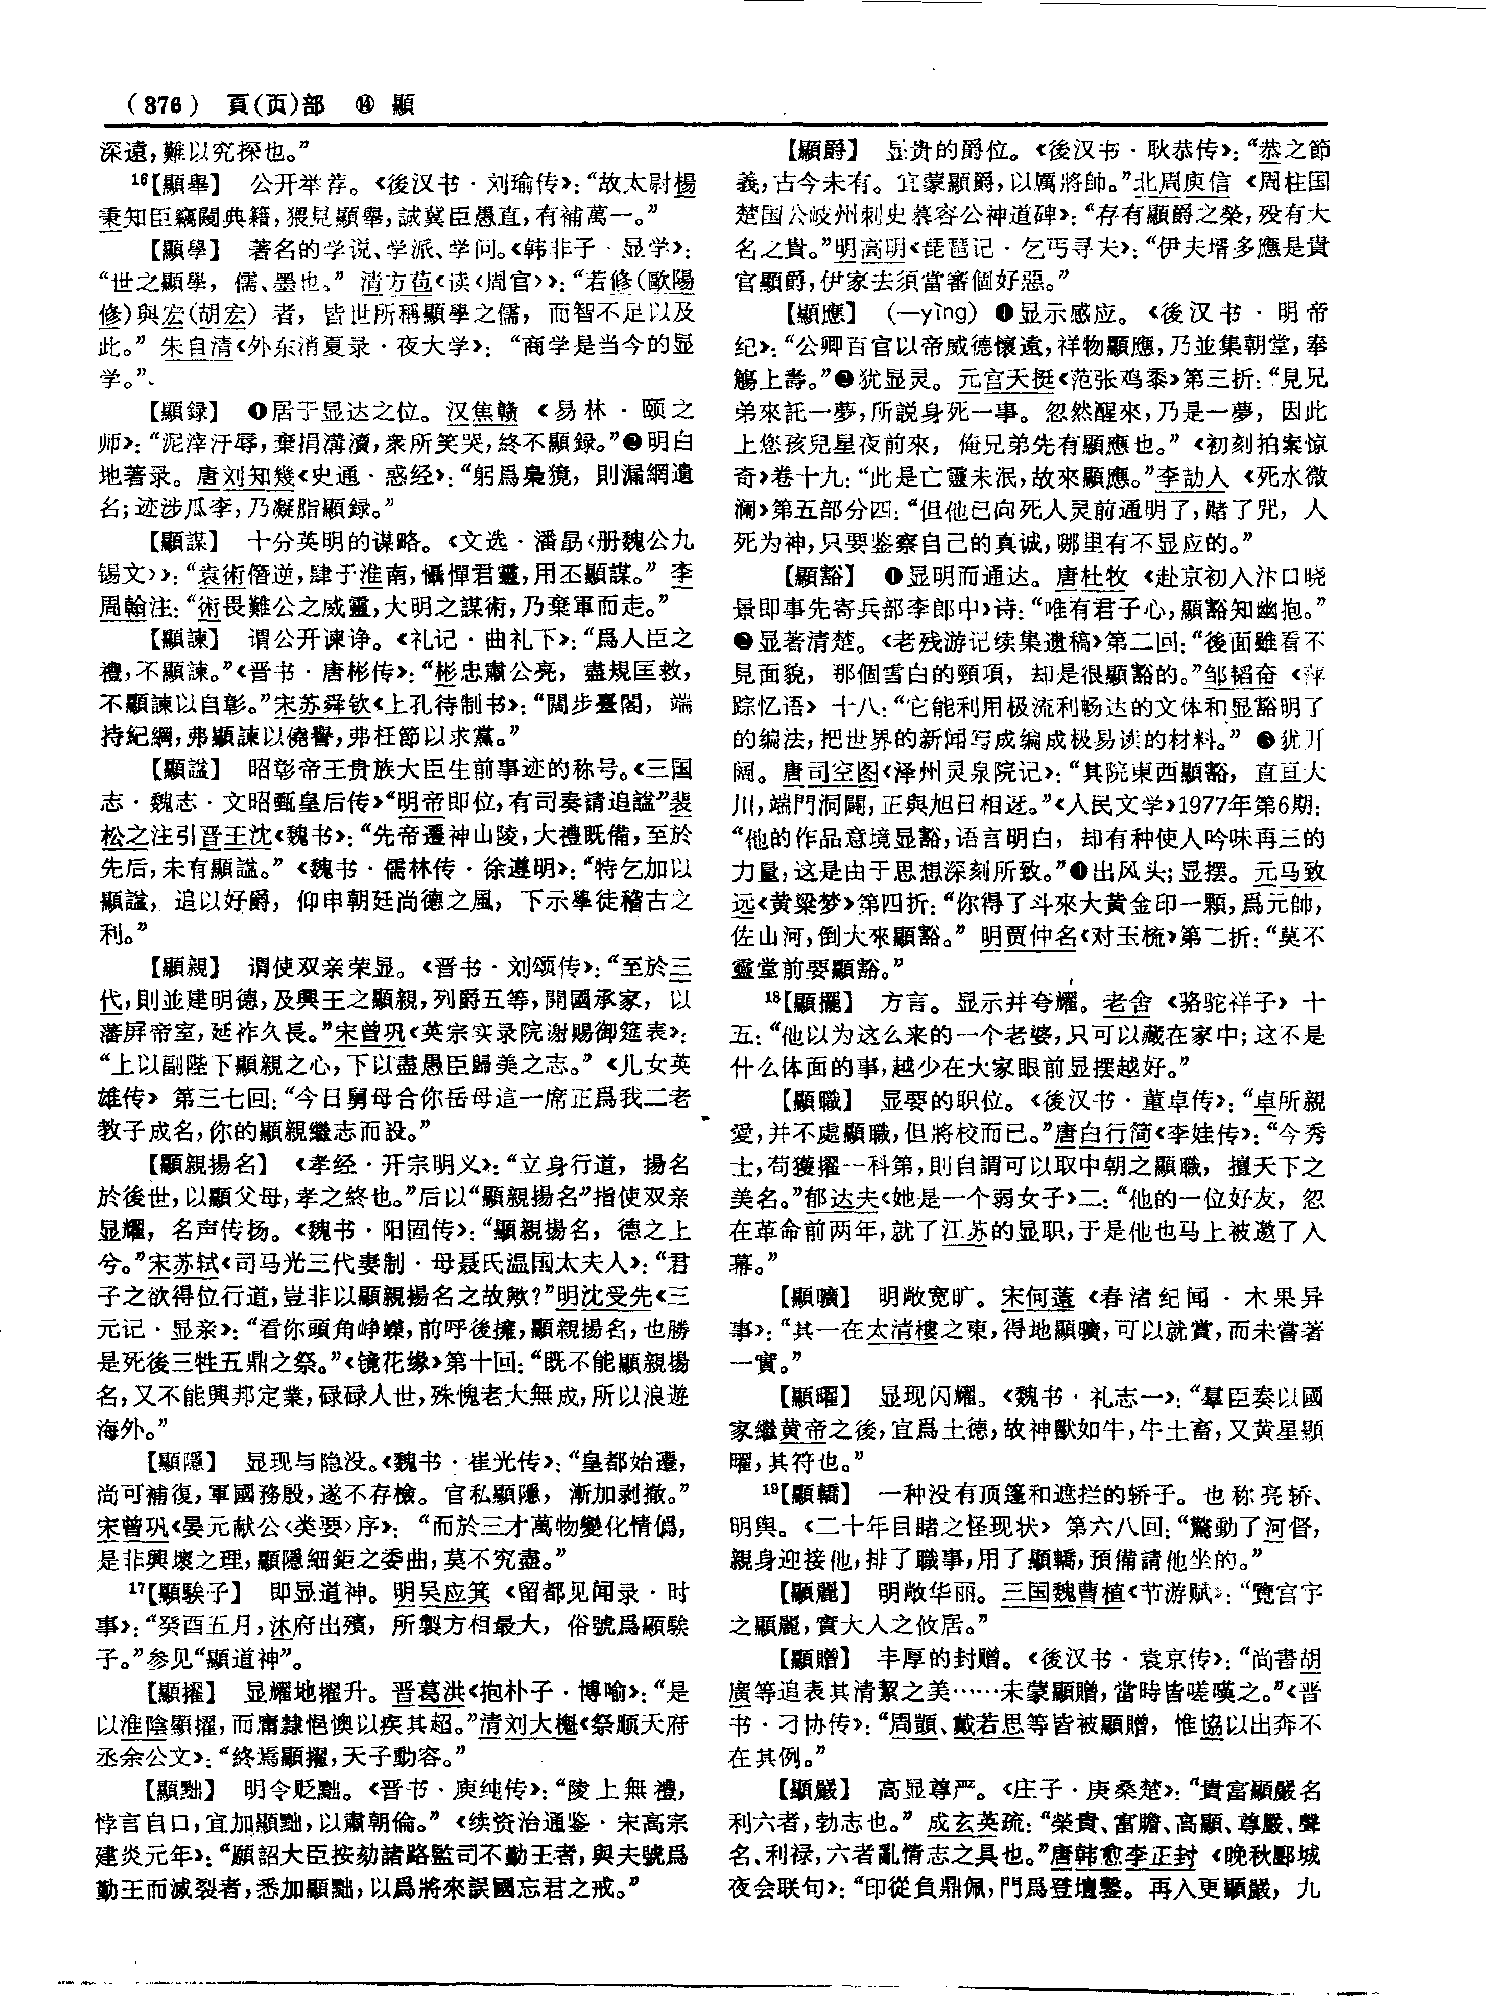 （376） 頁(页)部 ⑭ 顯
深遠，難以究探也。”
16【顯舉】 公开举荐。《後汉书·刘瑜传》：“故太尉楊
秉知臣竊闚典籍，猥見顯舉，誠冀臣愚直，有補萬一。”
【顯學】 著名的学说、学派、学问。《韩非子·显学》：
“世之顯學，儒、墨也。” 清方苞《读〈周官〉》：“若修（歐陽
修）與宏（胡宏）者，皆世所稱顯學之儒，而智不足以及
此。” 朱自清《外东消夏录·夜大学》：“商学是当今的显
学。”
【顯録】 ❶居于显达之位。汉焦赣《易林·颐之
师》：“泥滓汙辱，棄捐溝瀆，衆所笑哭，終不顯録。”❷明白
地著录。唐刘知幾《史通·惑经》：“躬爲梟獍，則漏網遺
名；迹涉瓜李，乃凝脂顯録。”
【顯謀】 十分英明的谋略。《文选·潘勗〈册魏公九
锡文〉》：“袁術僭逆，肆于淮南，懾憚君靈，用丕顯謀。” 李
周翰注：“術畏難公之威靈，大明之謀術，乃棄軍而走。”
【顯諫】 谓公开谏诤。《礼记·曲礼下》：“爲人臣之
禮，不顯諫。”《晋书·唐彬传》：“彬忠肅公亮，盡規匡救，
不顯諫以自彰。”宋苏舜钦《上孔待制书》：“闊步臺閣，端
持紀綱，弗顯諫以僥譽，弗枉節以求黨。”
【顯諡】 昭彰帝王贵族大臣生前事迹的称号。《三国
志·魏志·文昭甄皇后传》“明帝即位，有司奏請追諡”裴
松之注引晋王沈《魏书》：“先帝遷神山陵，大禮既備，至於
先后，未有顯諡。”《魏书·儒林传·徐遵明》：“特乞加以
顯諡，追以好爵，仰申朝廷尚德之風，下示學徒稽古之
利。”
【顯親】 谓使双亲荣显。《晋书·刘颂传》：“至於三
代，則並建明德，及興王之顯親，列爵五等，開國承家，以
藩屏帝室，延祚久長。”宋曾巩《英宗实录院谢赐御筵表》：
“上以副陛下顯親之心，下以盡愚臣歸美之志。”《儿女英
雄传》第三七回：“今日舅母合你岳母這一席正爲我二老
教子成名，你的顯親繼志而設。”
【顯親揚名】 《孝经·开宗明义》：“立身行道，揚名
於後世，以顯父母，孝之終也。”后以“顯親揚名”指使双亲
显耀，名声传扬。《魏书·阳固传》：“顯親揚名，德之上
兮。”宋苏轼《司马光三代妻制·母聂氏温国太夫人》：“君
子之欲得位行道，豈非以顯親揚名之故歟？”明沈受先《三
元记·显亲》：“看你頭角崢嶸，前呼後擁，顯親揚名，也勝
是死後三牲五鼎之祭。”《镜花缘》第十回：“既不能顯親揚
名，又不能興邦定業，碌碌人世，殊愧老大無成，所以浪遊
海外。”
【顯隱】 显现与隐没。《魏书·崔光传》：“皇都始遷，
尚可補復，軍國務殷，遂不存檢。官私顯隱，漸加剥撤。”
宋曾巩《晏元献公〈类要〉序》：“而於三才萬物變化情僞，
是非興壞之理，顯隱細鉅之委曲，莫不究盡。”
17【顯騃子】 即显道神。明吴应箕《留都见闻录·时
事》：“癸酉五月，沐府出殯，所製方相最大，俗號爲顯騃
子。”参见“顯道神”。
【顯擢】 显耀地擢升。晋葛洪《抱朴子·博喻》：“是
以淮陰顯擢，而庸隸悒懊以疾其超。”清刘大櫆《祭顺天府
丞余公文》：“終焉顯擢，天子動容。”
【顯黜】 明令贬黜。《晋书·庾纯传》：“陵上無禮，
悖言自口，宜加顯黜，以肅朝倫。”《续资治通鉴·宋高宗
建炎元年》：“願詔大臣按劾諸路監司不勤王者，與夫號爲
勤王而滅裂者，悉加顯黜，以爲將來誤國忘君之戒。”
【顯爵】 显贵的爵位。《後汉书·耿恭传》：“恭之節
義，古今未有。宜蒙顯爵，以厲將帥。”北周庾信《周柱国
楚国公岐州刺史慕容公神道碑》：“存有顯爵之榮，殁有大
名之貴。”明高明《琵琶记·乞丐寻夫》：“伊夫壻多應是貴
官顯爵，伊家去須當審個好惡。”
【顯應】 （—yìng）❶显示感应。《後汉书·明帝
纪》：“公卿百官以帝威德懷遠，祥物顯應，乃並集朝堂，奉
觴上壽。”❷犹显灵。元宫天挺《范张鸡黍》第三折：“見兄
弟來託一夢，所説身死一事。忽然醒來，乃是一夢，因此
上您孩兒星夜前來，俺兄弟先有顯應也。”《初刻拍案惊
奇》卷十九：“此是亡靈未泯，故來顯應。”李劼人《死水微
澜》第五部分四：“但他已向死人灵前通明了，赌了咒，人
死为神，只要鉴察自己的真诚，哪里有不显应的。”
【顯豁】 ❶显明而通达。唐杜牧《赴京初入汴口晓
景即事先寄兵部李郎中》诗：“唯有君子心，顯豁知幽抱。”
❷显著清楚。《老残游记续集遗稿》第二回：“後面雖看不
見面貌，那個雪白的頸項，却是很顯豁的。”邹韬奋《萍
踪忆语》十八：“它能利用极流利畅达的文体和显豁明了
的编法，把世界的新闻写成编成极易读的材料。”❸犹开
阔。唐司空图《泽州灵泉院记》：“其院東西顯豁，直亘大
川，端門洞闢，正與旭日相迓。”《人民文学》1977年第6期：
“他的作品意境显豁，语言明白，却有种使人吟味再三的
力量，这是由于思想深刻所致。”❹出风头；显摆。元马致
远《黄粱梦》第四折：“你得了斗來大黄金印一顆，爲元帥，
佐山河，倒大來顯豁。”明贾仲名《对玉梳》第二折：“莫不
靈堂前要顯豁。”
18【顯擺】 方言。显示并夸耀。老舍《骆驼祥子》十
五：“他以为这么来的一个老婆，只可以藏在家中；这不是
什么体面的事，越少在大家眼前显摆越好。”
【顯職】 显要的职位。《後汉书·董卓传》：“卓所親
愛，并不處顯職，但將校而已。”唐白行简《李娃传》：“今秀
士，苟獲擢一科第，則自謂可以取中朝之顯職，擅天下之
美名。”郁达夫《她是一个弱女子》二：“他的一位好友，忽
在革命前两年，就了江苏的显职，于是他也马上被邀了入
幕。”
【顯曠】 明敞宽旷。宋何薳《春渚纪闻·木果异
事》：“其一在太清樓之東，得地顯曠，可以就賞，而未嘗著
一實。”
【顯曜】 显现闪耀。《魏书·礼志一》：“羣臣奏以國
家繼黄帝之後，宜爲土德，故神獸如牛，牛土畜，又黄星顯
曜，其符也。”
19【顯轎】 一种没有顶篷和遮拦的轿子。也称亮轿、
明舆。《二十年目睹之怪现状》第六八回：“驚動了河督，
親身迎接他，排了職事，用了顯轎，預備請他坐的。”
【顯麗】 明敞华丽。三国魏曹植《节游赋》：“覽宫宇
之顯麗，實大人之攸居。”
【顯贈】 丰厚的封赠。《後汉书·袁京传》：“尚書胡
廣等追表其清絜之美……未蒙顯贈，當時皆嗟嘆之。”《晋
书·刁协传》：“周顗、戴若思等皆被顯贈，惟協以出奔不
在其例。”
【顯嚴】 高显尊严。《庄子·庚桑楚》：“貴富顯嚴名
利六者，勃志也。” 成玄英疏：“榮貴、富贍、高顯、尊嚴、聲
名、利禄，六者亂情志之具也。”唐韩愈李正封《晚秋郾城
夜会联句》：“印從負鼎佩，門爲登壇鑿。再入更顯嚴，九